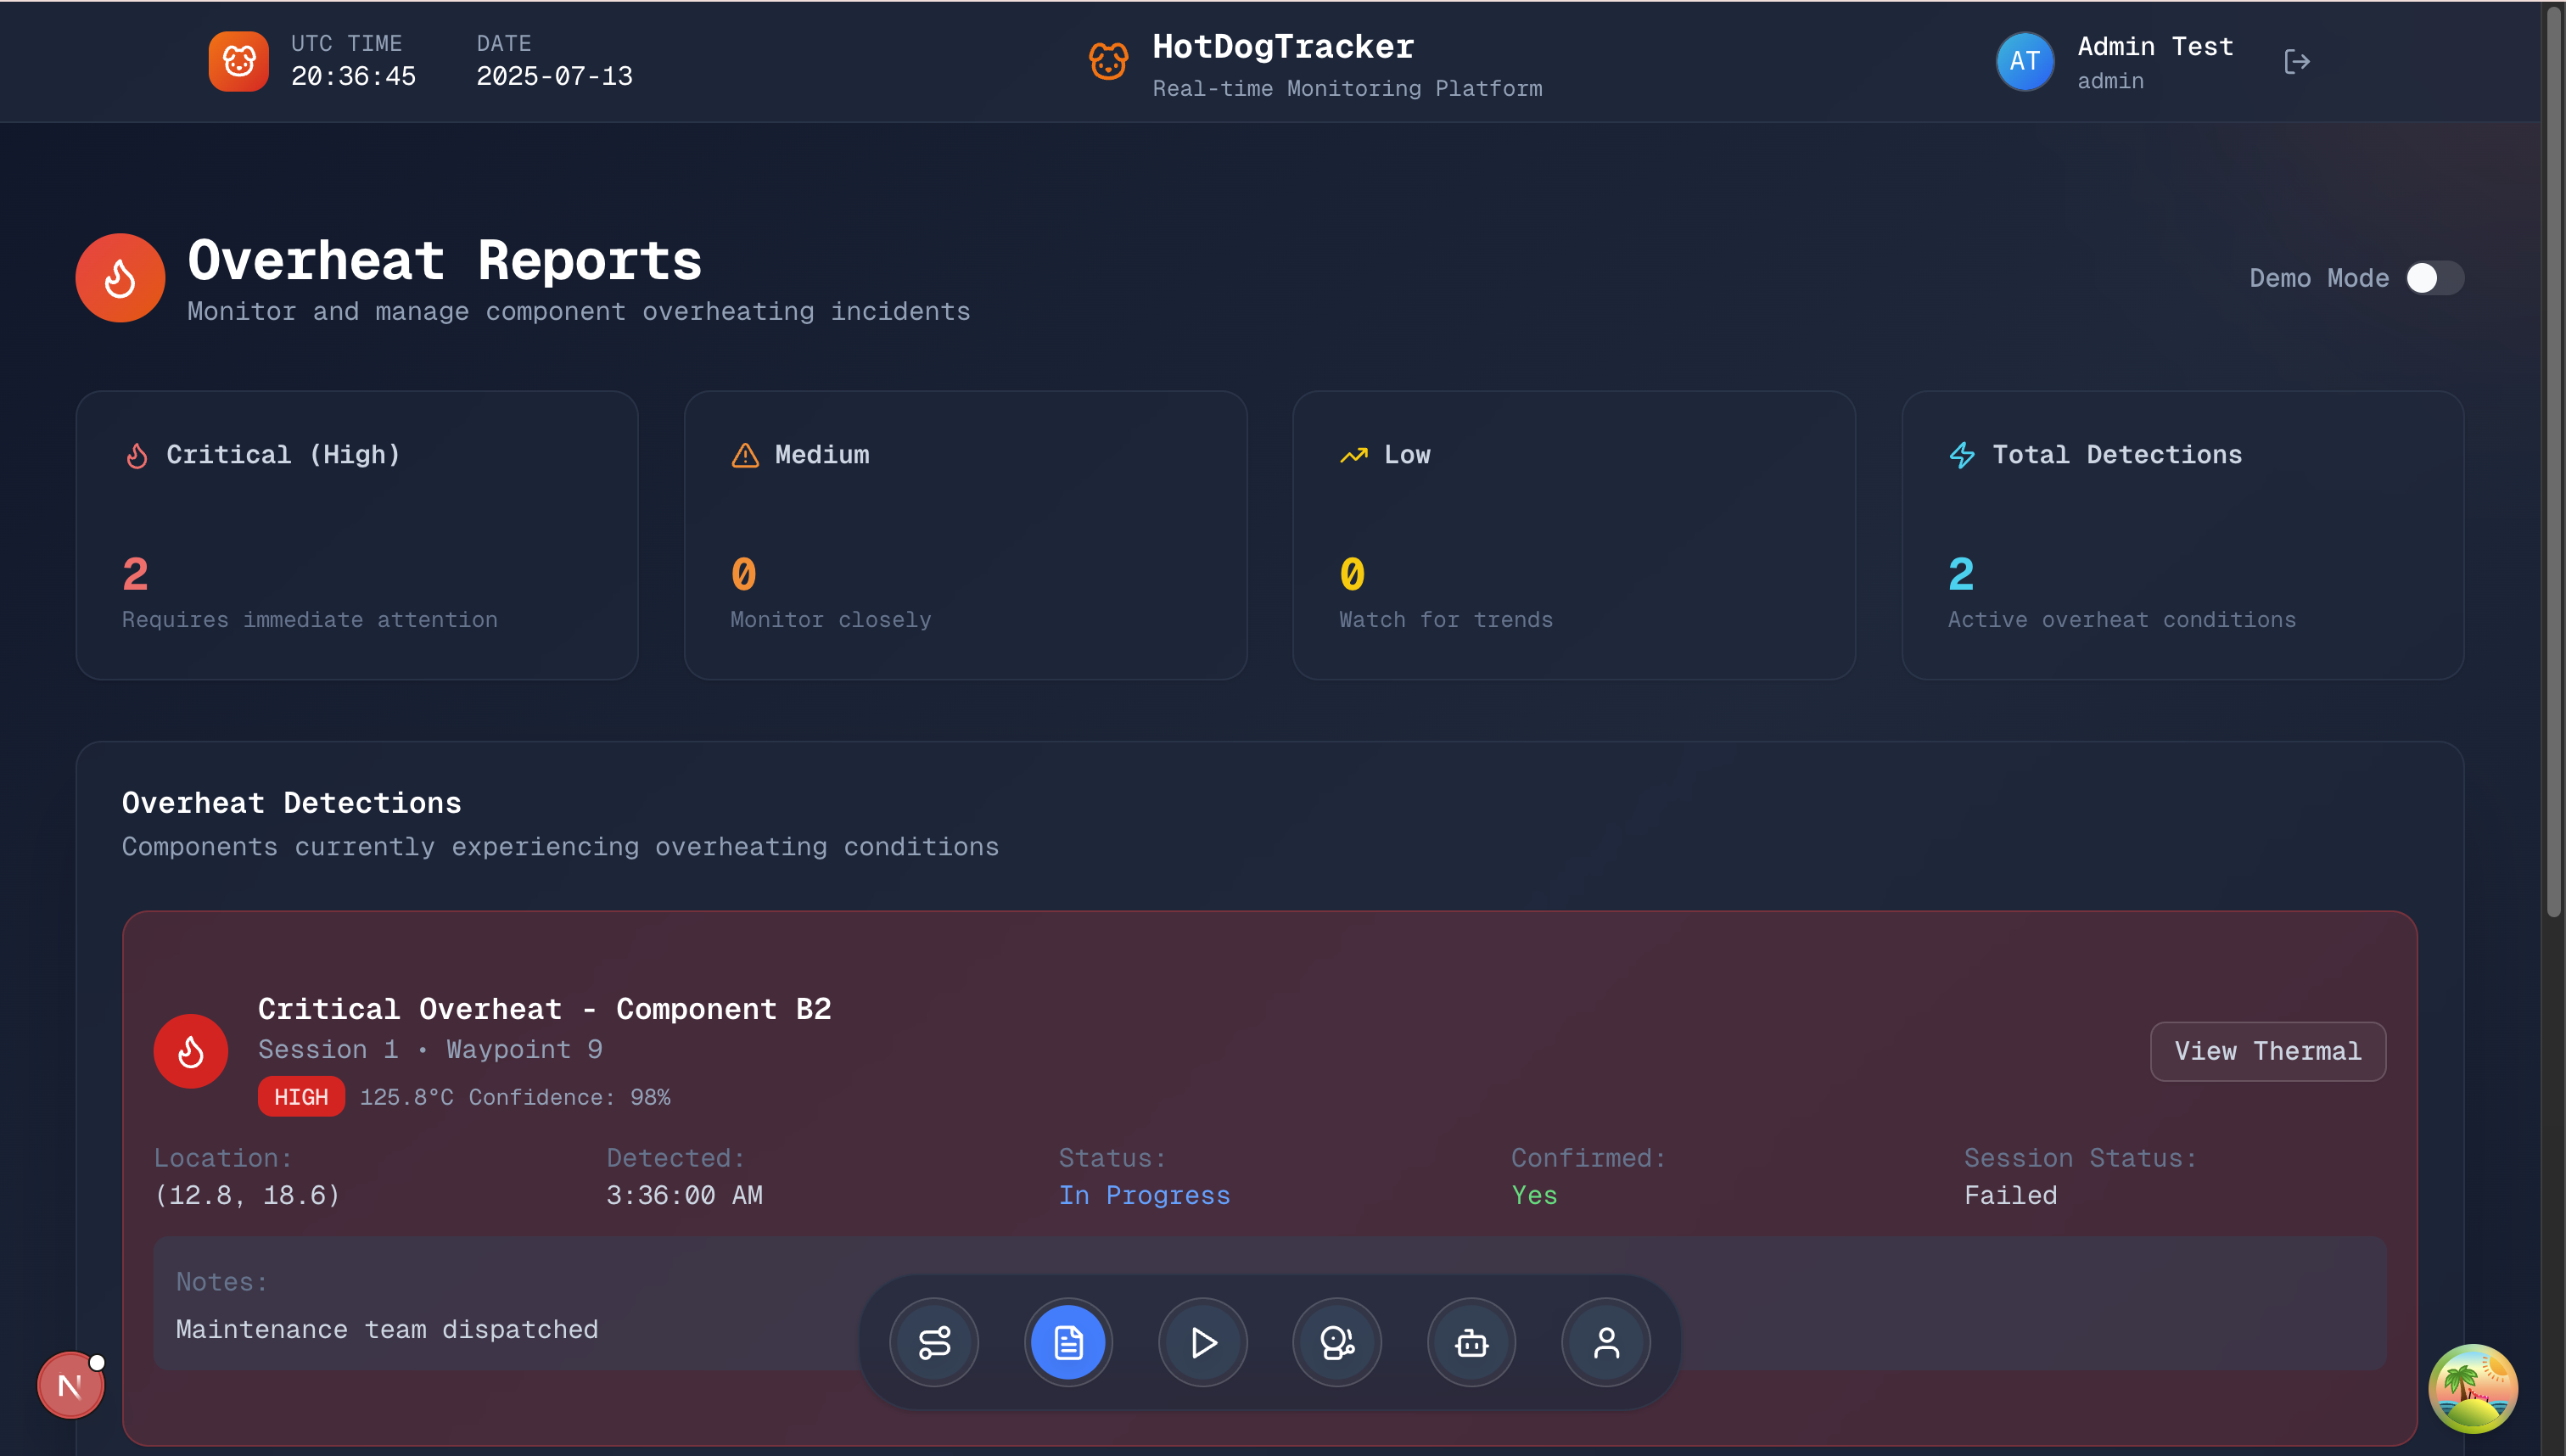 UTC TIME
20:36:45
DATE
2025-07-13
HotDogTracker
Real-time Monitoring Platform
AT
Admin Test
admin
Overheat Reports
Monitor and manage component overheating incidents
Demo Mode
Critical (High)
2
Requires immediate attention
Medium
0
Monitor closely
Low
0
Watch for trends
Total Detections
2
Active overheat conditions
Overheat Detections
Components currently experiencing overheating conditions
Critical Overheat - Component B2
Session 1 • Waypoint 9
HIGH 125.8°C Confidence: 98%
View Thermal
Location:
(12.8, 18.6)
Detected:
3:36:00 AM
Status:
In Progress
Confirmed:
Yes
Session Status:
Failed
Notes:
Maintenance team dispatched
N